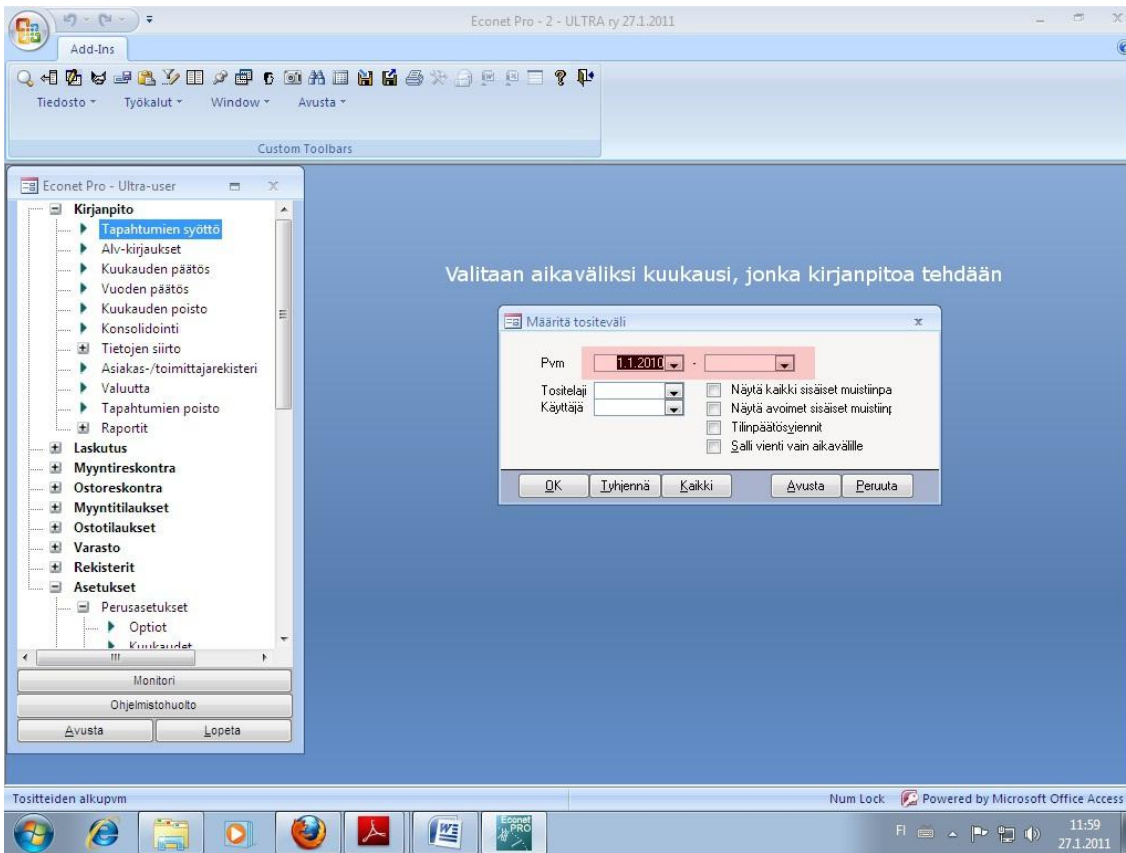 Econet Pro - 2 - ULTRA ry 27.1.2011
Add-Ins
Tiedosto Työkalut Window Avusta
Custom Toolbars
Econet Pro - Ultra-user
Kirjanpito
Tapahtumien syöttö
Alv-kirjaukset
Kuukauden päätös
Vuoden päätös
Kuukauden poisto
Konsolidointi
Tietojen siirto
Asiakas-/toimittajarekisteri
Valuutta
Tapahtumien poisto
Raportit
Laskutus
Myyntireskontra
Ostoreskontra
Myyntitilaukset
Ostotilaukset
Varasto
Rekisterit
Asetukset
Perusasetukset
Optiot
Kuukaudet
Monitori
Ohjelmistohuolto
Avusta Lopeta
Valitaan aikaväliksi kuukausi, jonka kirjanpitoa tehdään
Määritä tositeväli
Pvm 1.1.2010 -
Tositelaji Näytä kaikki sisäiset muistiinpa
Käyttäjä Näytä avoimet sisäiset muistiinp
Tilinpäätösviennit
Salli vienti vain aikavälille
OK Tyhjennä Kaikki Avusta Peruuta
Tositteiden alkupvm Num Lock Powered by Microsoft Office Access
Econet PRO
FI 11:59
27.1.2011